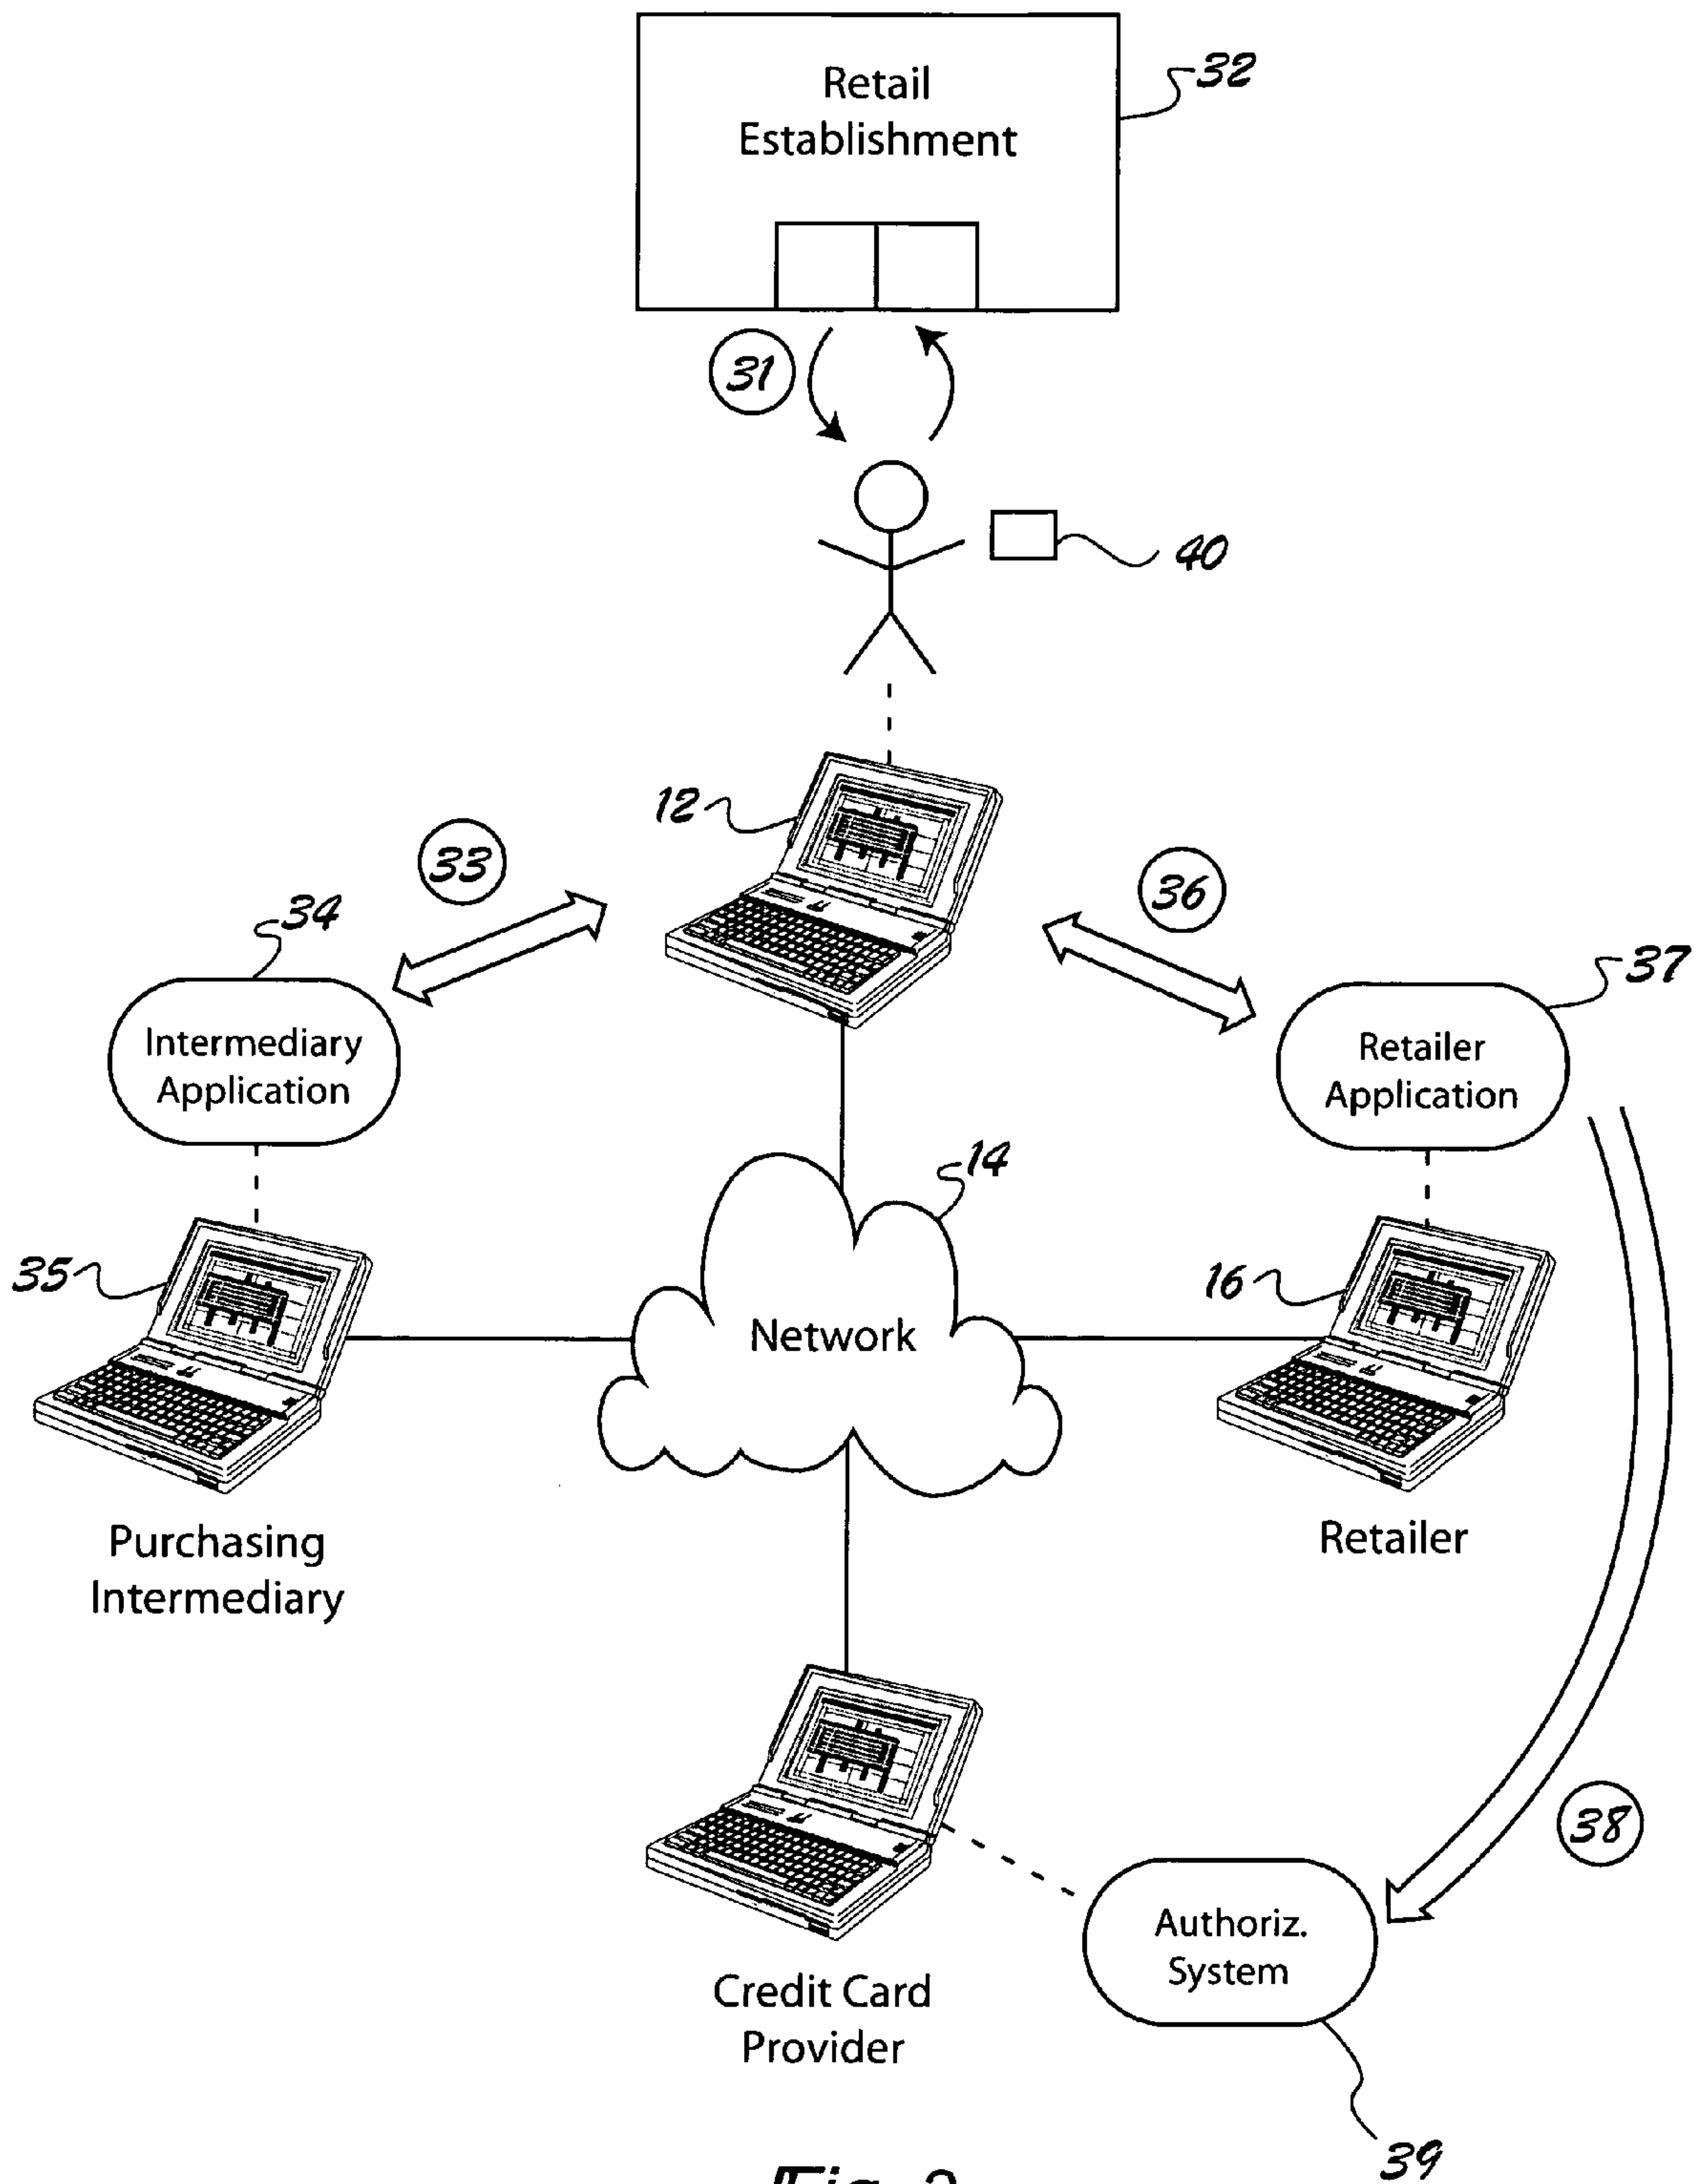 Retail
Establishment
32
31
40
12
33
36
34
37
Intermediary
Application
Retailer
Application
14
35
16
Network
Purchasing
Intermediary
Retailer
38
Authoriz.
System
Credit Card
Provider
39